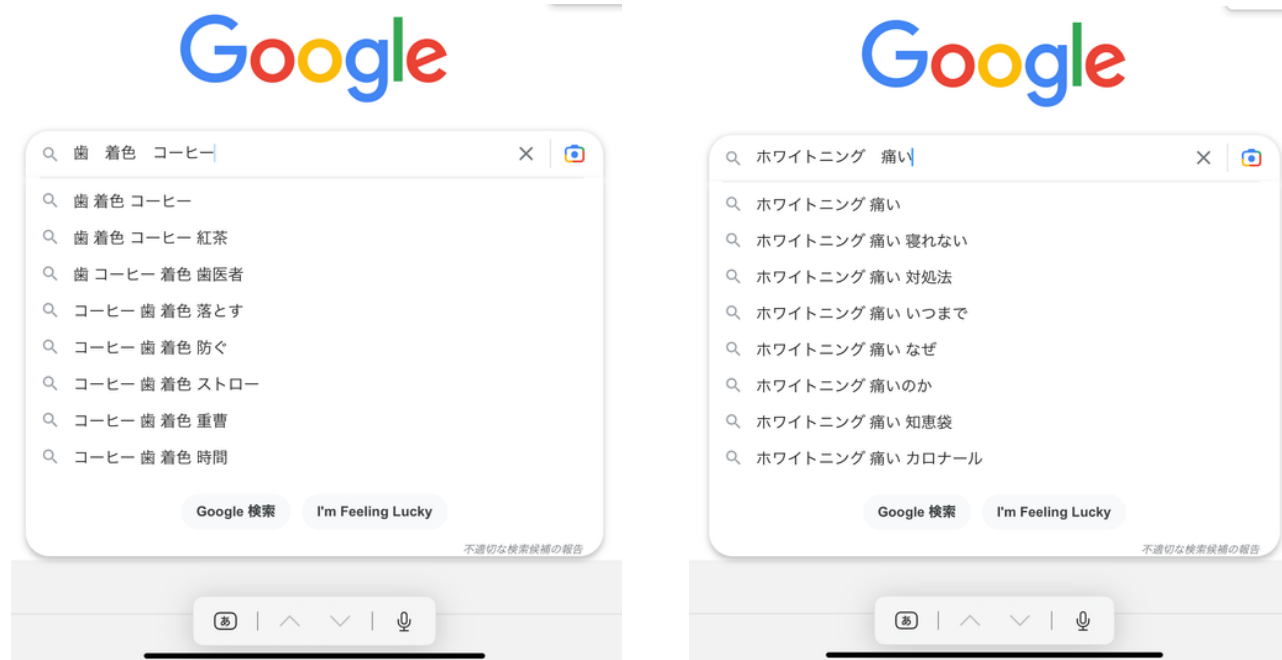 Google
歯　着色　コーヒー
歯 着色 コーヒー
歯 着色 コーヒー 紅茶
歯 コーヒー 着色 歯医者
コーヒー 歯 着色 落とす
コーヒー 歯 着色 防ぐ
コーヒー 歯 着色 ストロー
コーヒー 歯 着色 重曹
コーヒー 歯 着色 時間
Google 検索 I'm Feeling Lucky
不適切な検索候補の報告
あ
Google
ホワイトニング　痛い
ホワイトニング 痛い
ホワイトニング 痛い 寝れない
ホワイトニング 痛い 対処法
ホワイトニング 痛い いつまで
ホワイトニング 痛い なぜ
ホワイトニング 痛いのか
ホワイトニング 痛い 知恵袋
ホワイトニング 痛い カロナール
Google 検索 I'm Feeling Lucky
不適切な検索候補の報告
あ